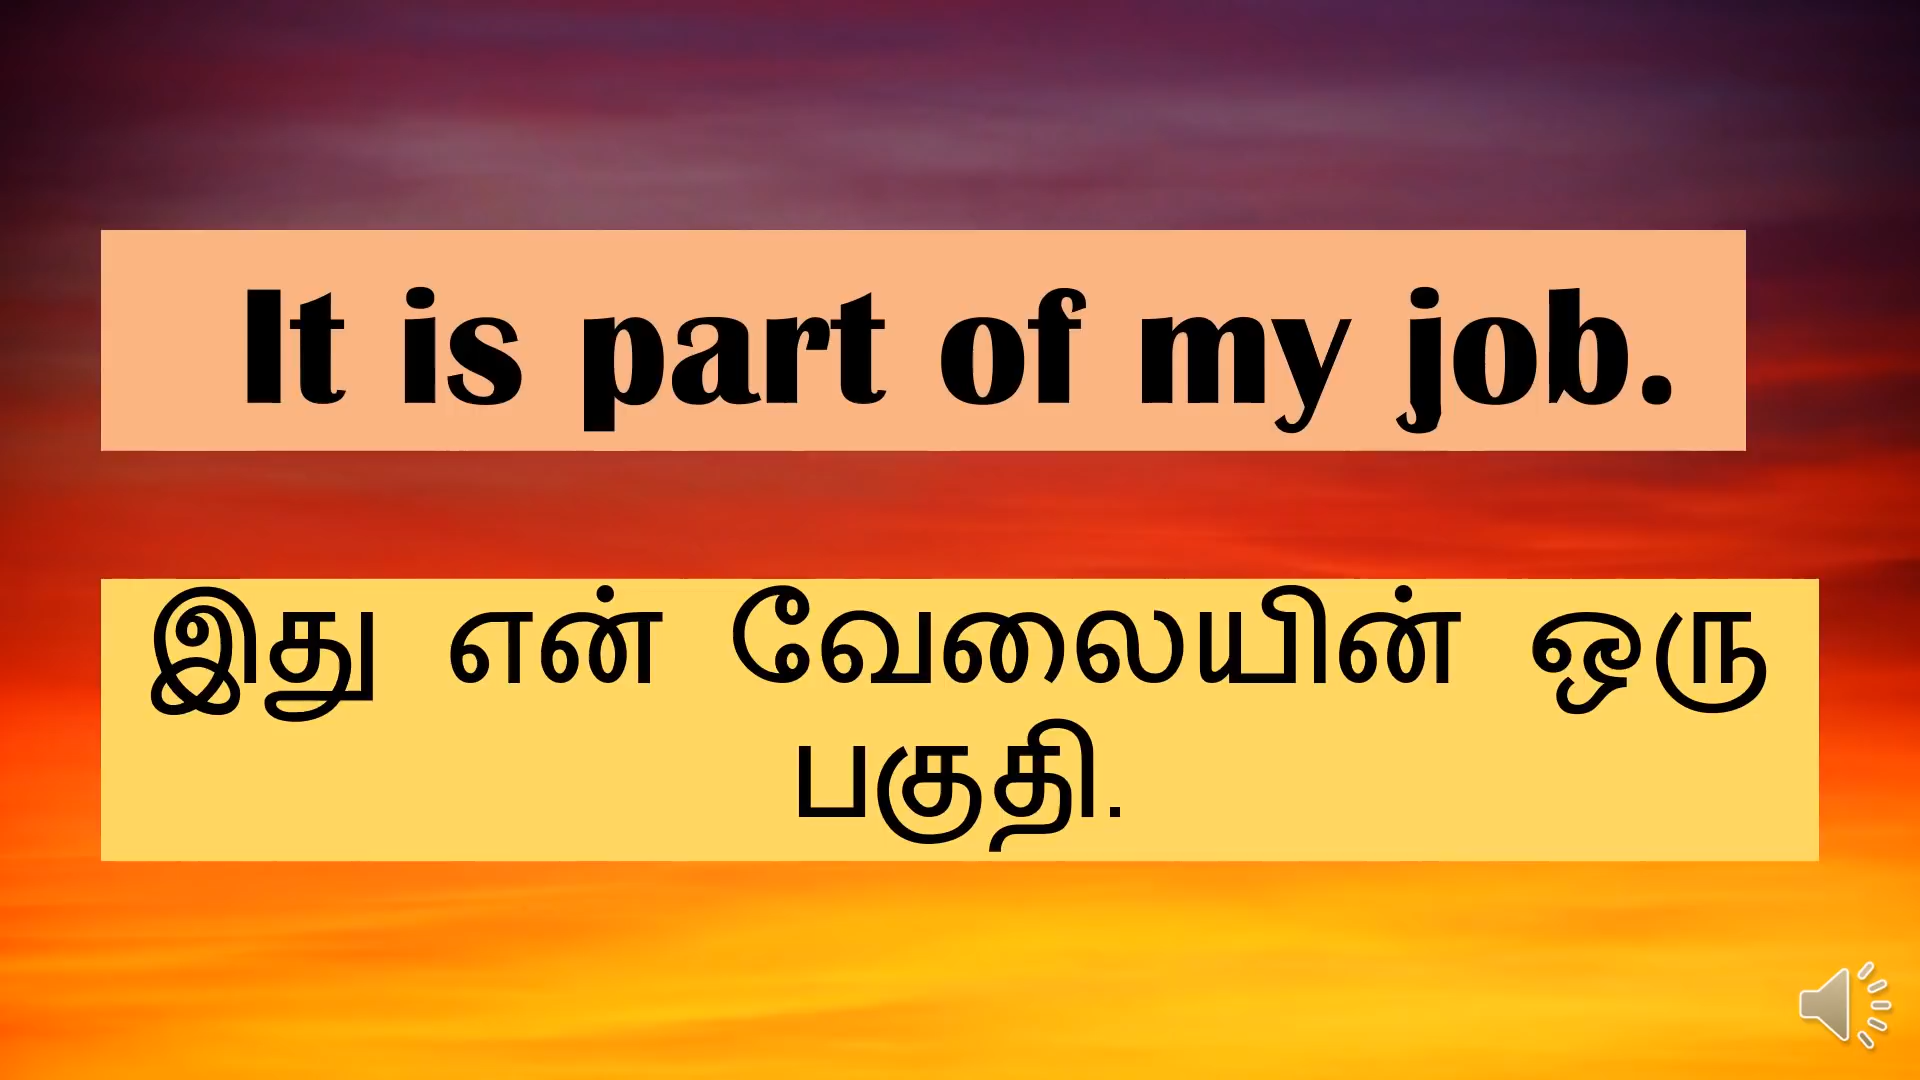 It is part of my job.
இது என் வேலையின் ஒரு
பகுதி.